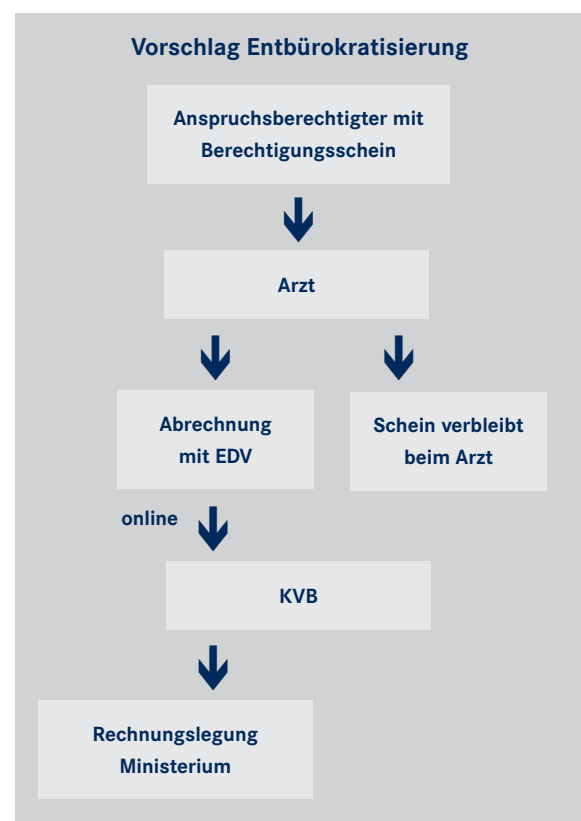 Vorschlag Entbürokratisierung
Anspruchsberechtigter mit
Berechtigungsschein
Arzt
Abrechnung
mit EDV
Schein verbleibt
beim Arzt
online
KVB
Rechnungslegung
Ministerium